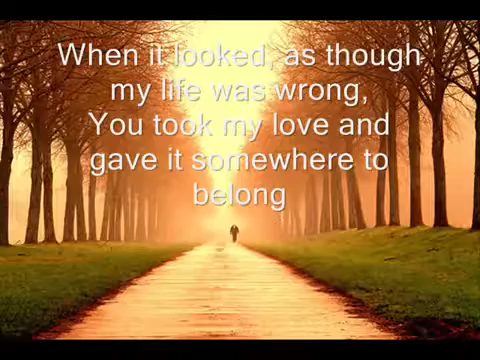 When it looked, as though
my life was wrong,
You took my love and
gave it somewhere to
belong